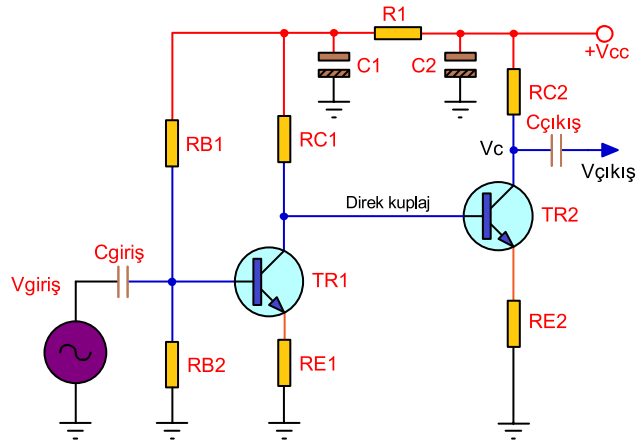 R1
+Vcc
C1
C2
RC2
Cçıkış
RB1
RC1
Vc
Vçıkış
Direk kuplaj
TR2
Cgiriş
Vgiriş
TR1
RE2
RB2
RE1